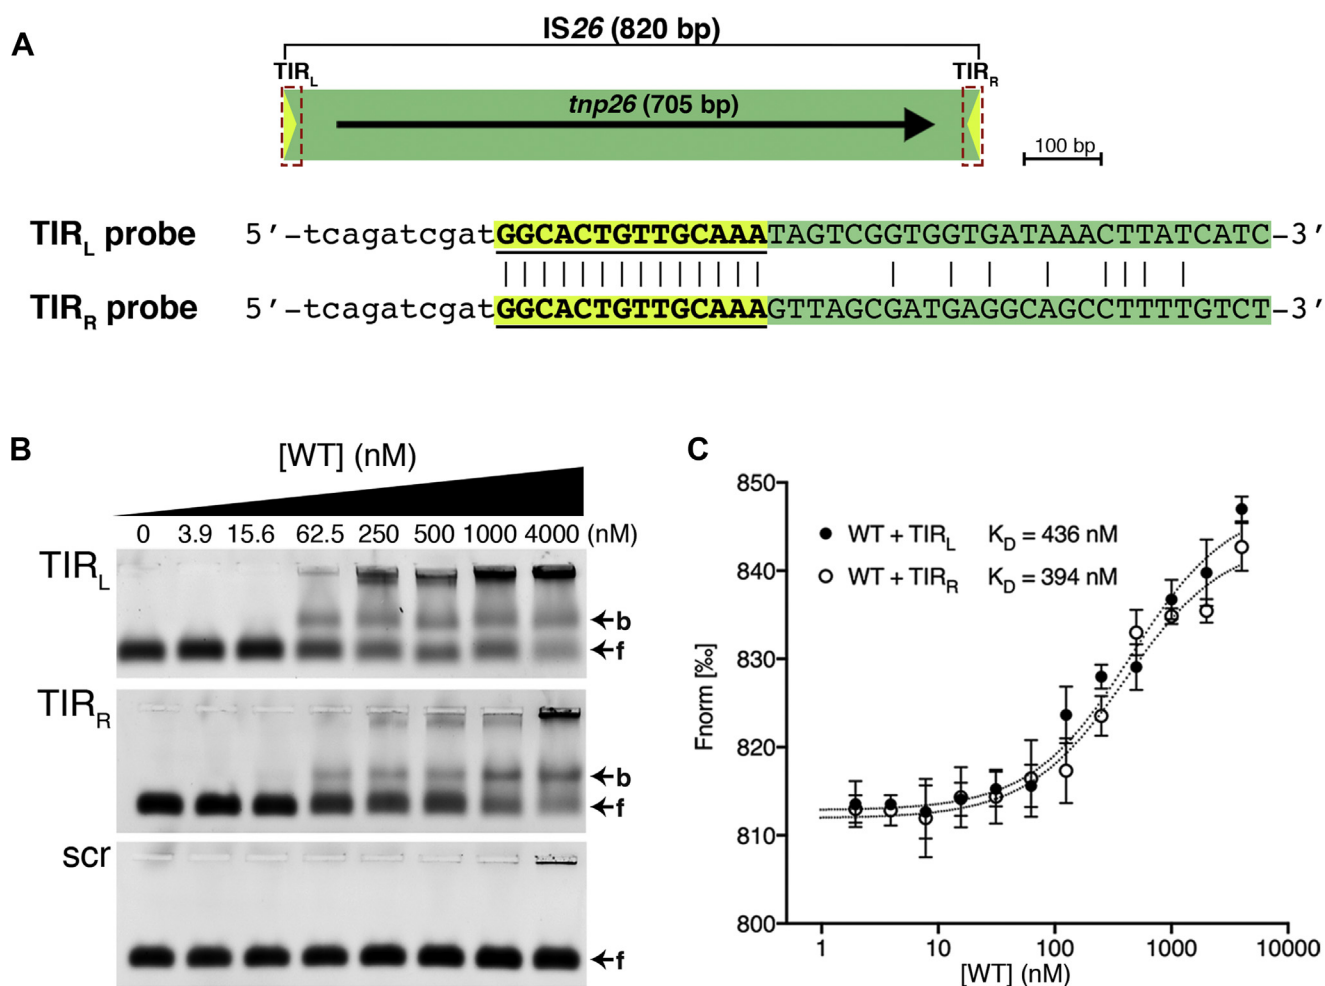 A
IS26 (820 bp)
TIRL TIRR
tnp26 (705 bp)
100 bp
TIRL probe 5′-tcagatcgatGGCACTGTTGCAAATAGTCGGTGGTGATAAACTTATCATC-3′
TIRR probe 5′-tcagatcgatGGCACTGTTGCAAAGTTAGCGATGAGGCAGCCTTTTGTCT-3′
B
[WT] (nM)
0 3.9 15.6 62.5 250 500 1000 4000 (nM)
TIRL
b
f
TIRR
b
f
scr
f
C
850
840
830
820
810
800
Fnorm [‰]
WT + TIRL KD = 436 nM
WT + TIRR KD = 394 nM
1 10 100 1000 10000
[WT] (nM)